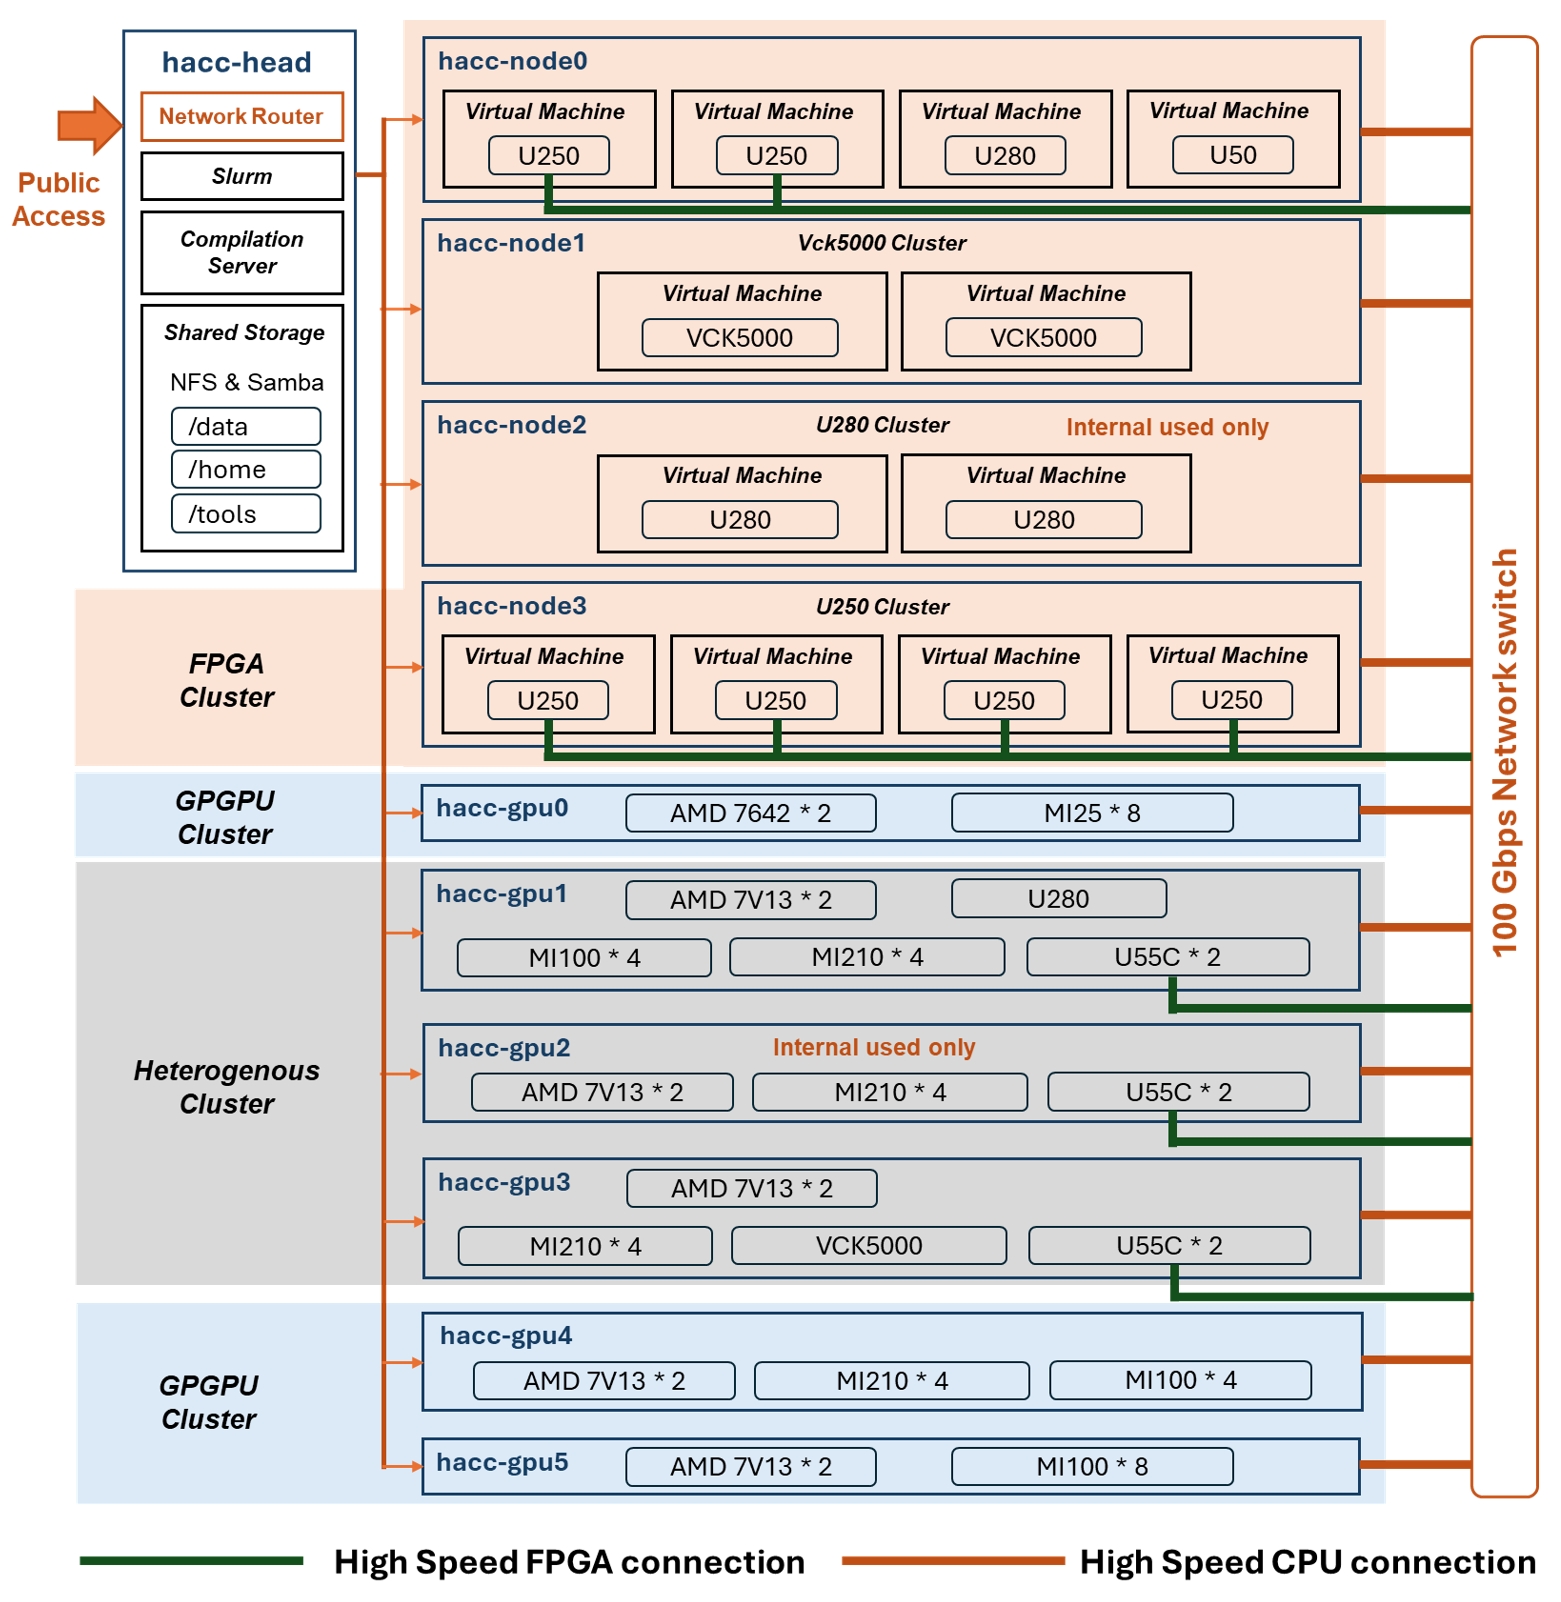 hacc-head
Network Router
Slurm
Compilation
Server
Shared Storage
NFS & Samba
/data
/home
/tools
Public
Access
hacc-node0
Virtual Machine
U250
Virtual Machine
U250
Virtual Machine
U280
Virtual Machine
U50
hacc-node1
Vck5000 Cluster
Virtual Machine
VCK5000
Virtual Machine
VCK5000
hacc-node2
U280 Cluster
Internal used only
Virtual Machine
U280
Virtual Machine
U280
FPGA
Cluster
hacc-node3
U250 Cluster
Virtual Machine
U250
Virtual Machine
U250
Virtual Machine
U250
Virtual Machine
U250
GPGPU
Cluster
hacc-gpu0
AMD 7642 * 2
MI25 * 8
Heterogenous
Cluster
hacc-gpu1
AMD 7V13 * 2
U280
MI100 * 4
MI210 * 4
U55C * 2
hacc-gpu2
Internal used only
AMD 7V13 * 2
MI210 * 4
U55C * 2
hacc-gpu3
AMD 7V13 * 2
MI210 * 4
VCK5000
U55C * 2
GPGPU
Cluster
hacc-gpu4
AMD 7V13 * 2
MI210 * 4
MI100 * 4
hacc-gpu5
AMD 7V13 * 2
MI100 * 8
100 Gbps Network switch
High Speed FPGA connection
High Speed CPU connection